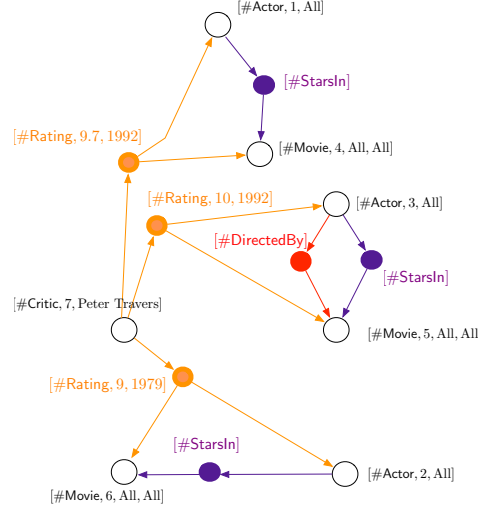 [#Actor, 1, All]
[#StarsIn]
[#Rating, 9.7, 1992]
[#Movie, 4, All, All]
[#Rating, 10, 1992]
[#Actor, 3, All]
[#DirectedBy]
[#StarsIn]
[#Critic, 7, Peter Travers]
[#Movie, 5, All, All
[#Rating, 9, 1979]
[#StarsIn]
[#Actor, 2, All]
[#Movie, 6, All, All]